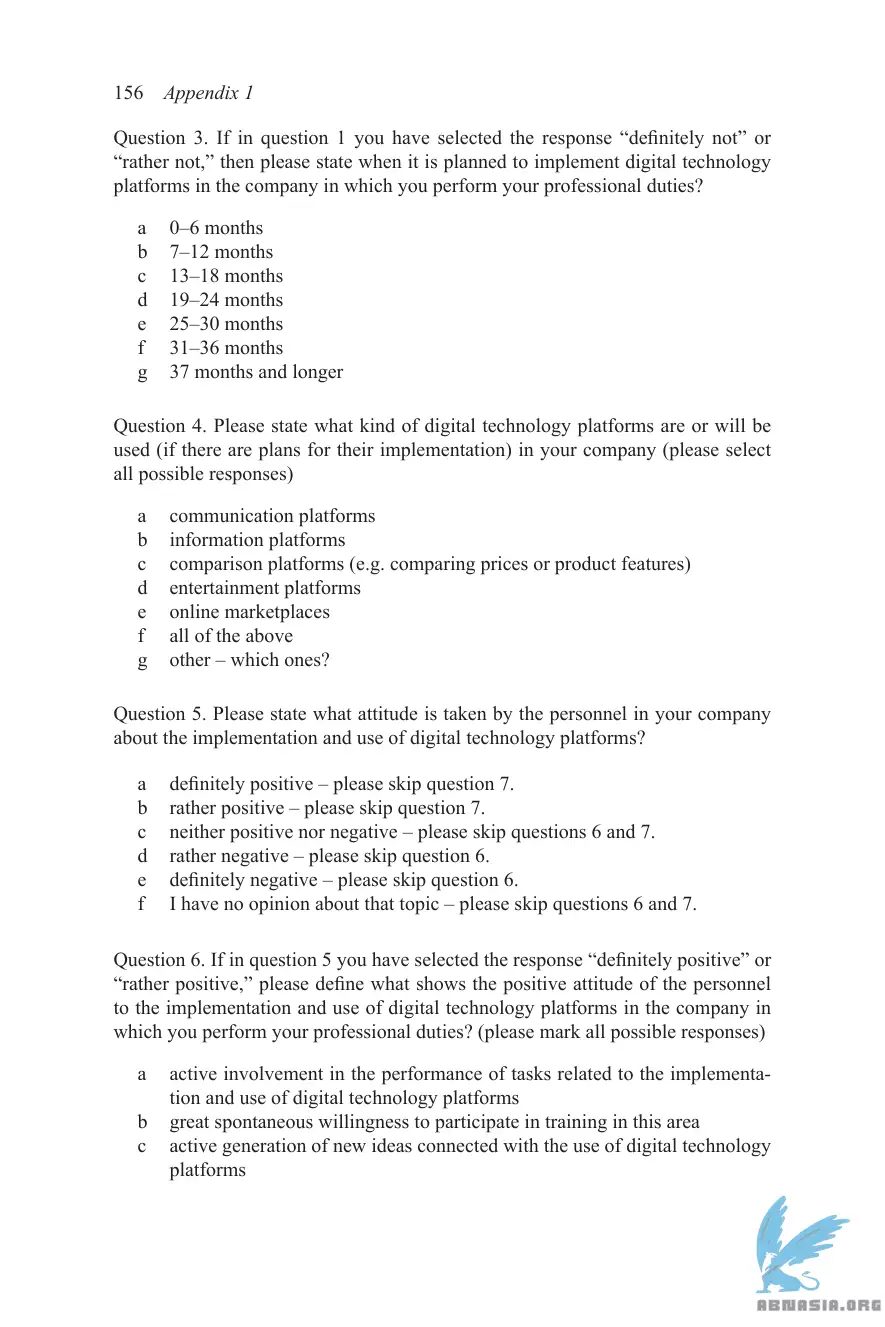 156 Appendix 1
Question 3. If in question 1 you have selected the response “definitely not” or
“rather not,” then please state when it is planned to implement digital technology
platforms in the company in which you perform your professional duties?
a 0–6 months
b 7–12 months
c 13–18 months
d 19–24 months
e 25–30 months
f 31–36 months
g 37 months and longer
Question 4. Please state what kind of digital technology platforms are or will be
used (if there are plans for their implementation) in your company (please select
all possible responses)
a communication platforms
b information platforms
c comparison platforms (e.g. comparing prices or product features)
d entertainment platforms
e online marketplaces
f all of the above
g other – which ones?
Question 5. Please state what attitude is taken by the personnel in your company
about the implementation and use of digital technology platforms?
a definitely positive – please skip question 7.
b rather positive – please skip question 7.
c neither positive nor negative – please skip questions 6 and 7.
d rather negative – please skip question 6.
e definitely negative – please skip question 6.
f I have no opinion about that topic – please skip questions 6 and 7.
Question 6. If in question 5 you have selected the response “definitely positive” or
“rather positive,” please define what shows the positive attitude of the personnel
to the implementation and use of digital technology platforms in the company in
which you perform your professional duties? (please mark all possible responses)
a active involvement in the performance of tasks related to the implementa-
tion and use of digital technology platforms
b great spontaneous willingness to participate in training in this area
c active generation of new ideas connected with the use of digital technology
platforms
ABNASIA.ORG